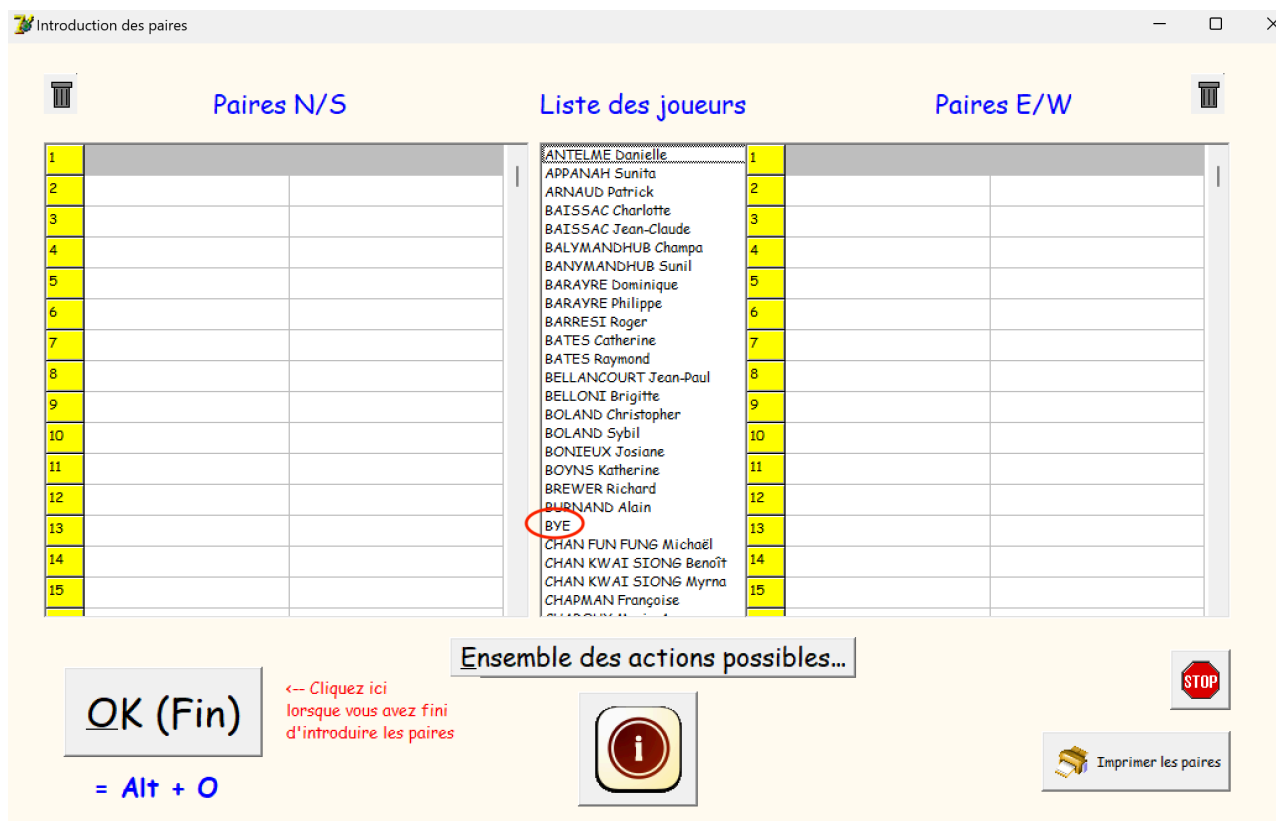 Introduction des paires
Paires N/S
Liste des joueurs
Paires E/W
1
2
3
4
5
6
7
8
9
10
11
12
13
14
15
ANTELME Danielle
APPANAH Sunita
ARNAUD Patrick
BAISSAC Charlotte
BAISSAC Jean-Claude
BALYMANDHUB Champa
BANYMANDHUB Sunil
BARAYRE Dominique
BARAYRE Philippe
BARRESI Roger
BATES Catherine
BATES Raymond
BELLANCOURT Jean-Paul
BELLONI Brigitte
BOLAND Christopher
BOLAND Sybil
BONIEUX Josiane
BOYNS Katherine
BREWER Richard
BURNAND Alain
BYE
CHAN FUN FUNG Michaël
CHAN KWAI SIONG Benoît
CHAN KWAI SIONG Myrna
CHAPMAN Françoise
1
2
3
4
5
6
7
8
9
10
11
12
13
14
15
Ensemble des actions possibles...
OK (Fin)
<-- Cliquez ici
lorsque vous avez fini
d'introduire les paires
= Alt + O
i
STOP
Imprimer les paires